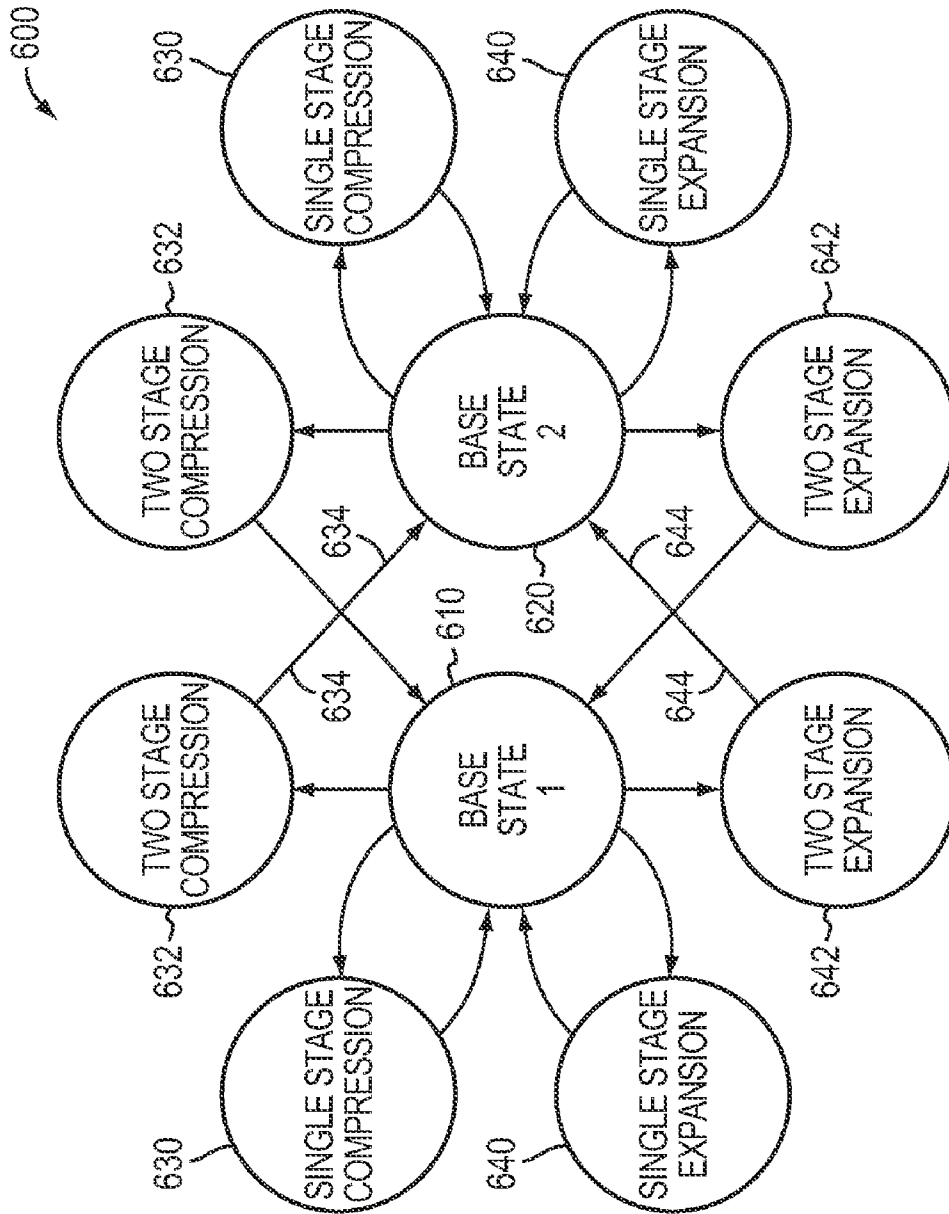 600
630
SINGLE STAGE
COMPRESSION
632
TWO STAGE
COMPRESSION
632
TWO STAGE
COMPRESSION
630
SINGLE STAGE
COMPRESSION
634
634
610
BASE
STATE
1
620
BASE
STATE
2
644
644
640
SINGLE STAGE
EXPANSION
642
TWO STAGE
EXPANSION
642
TWO STAGE
EXPANSION
640
SINGLE STAGE
EXPANSION